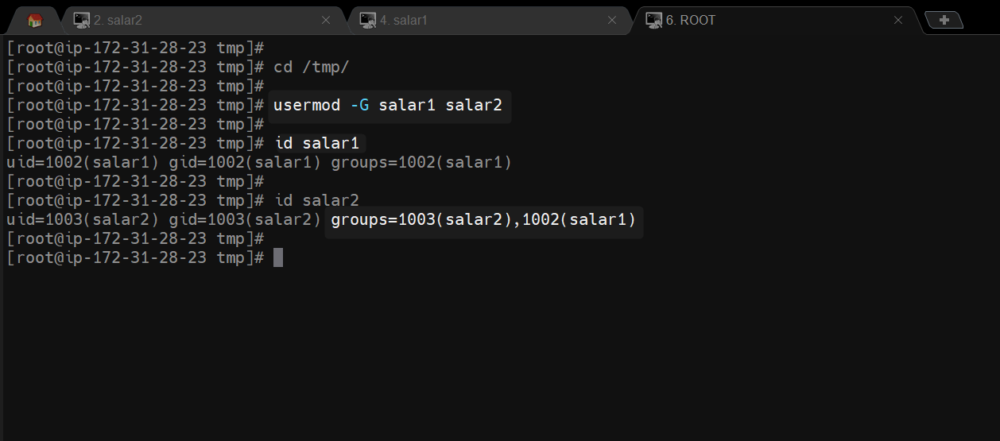 2. salar2
4. salar1
6. ROOT
[root@ip-172-31-28-23 tmp]#
[root@ip-172-31-28-23 tmp]# cd /tmp/
[root@ip-172-31-28-23 tmp]#
[root@ip-172-31-28-23 tmp]# usermod -G salar1 salar2
[root@ip-172-31-28-23 tmp]#
[root@ip-172-31-28-23 tmp]# id salar1
uid=1002(salar1) gid=1002(salar1) groups=1002(salar1)
[root@ip-172-31-28-23 tmp]#
[root@ip-172-31-28-23 tmp]# id salar2
uid=1003(salar2) gid=1003(salar2) groups=1003(salar2),1002(salar1)
[root@ip-172-31-28-23 tmp]#
[root@ip-172-31-28-23 tmp]#